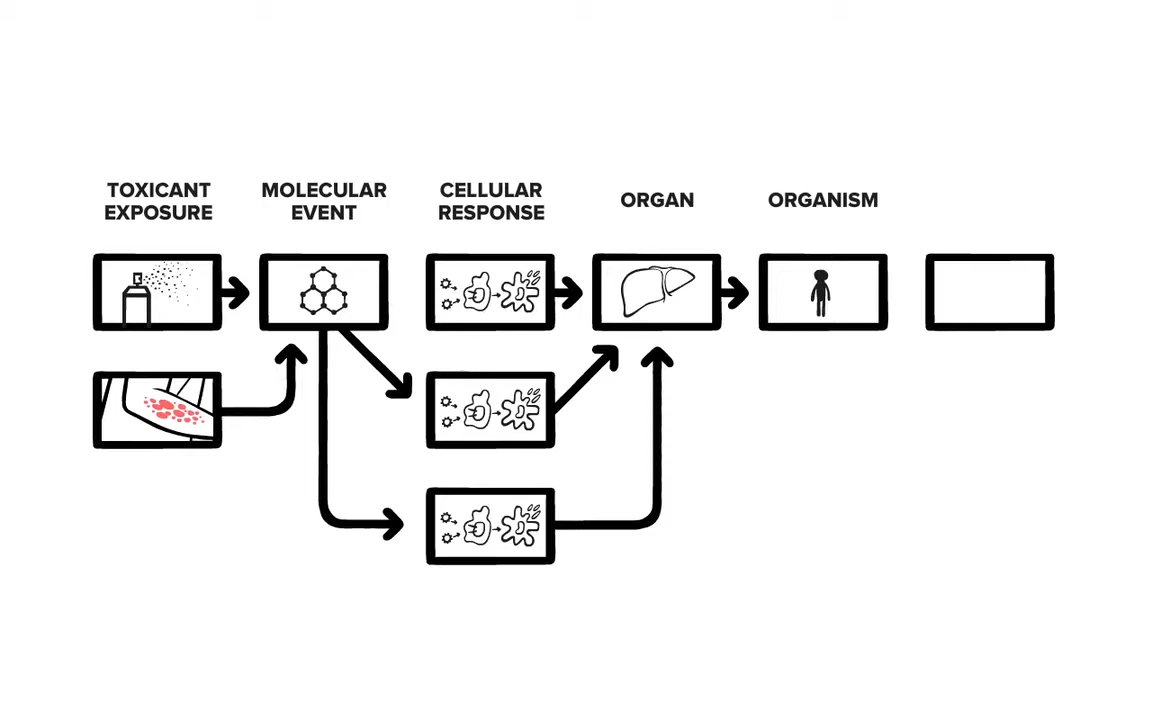 TOXICANT
EXPOSURE
MOLECULAR
EVENT
CELLULAR
RESPONSE
ORGAN
ORGANISM